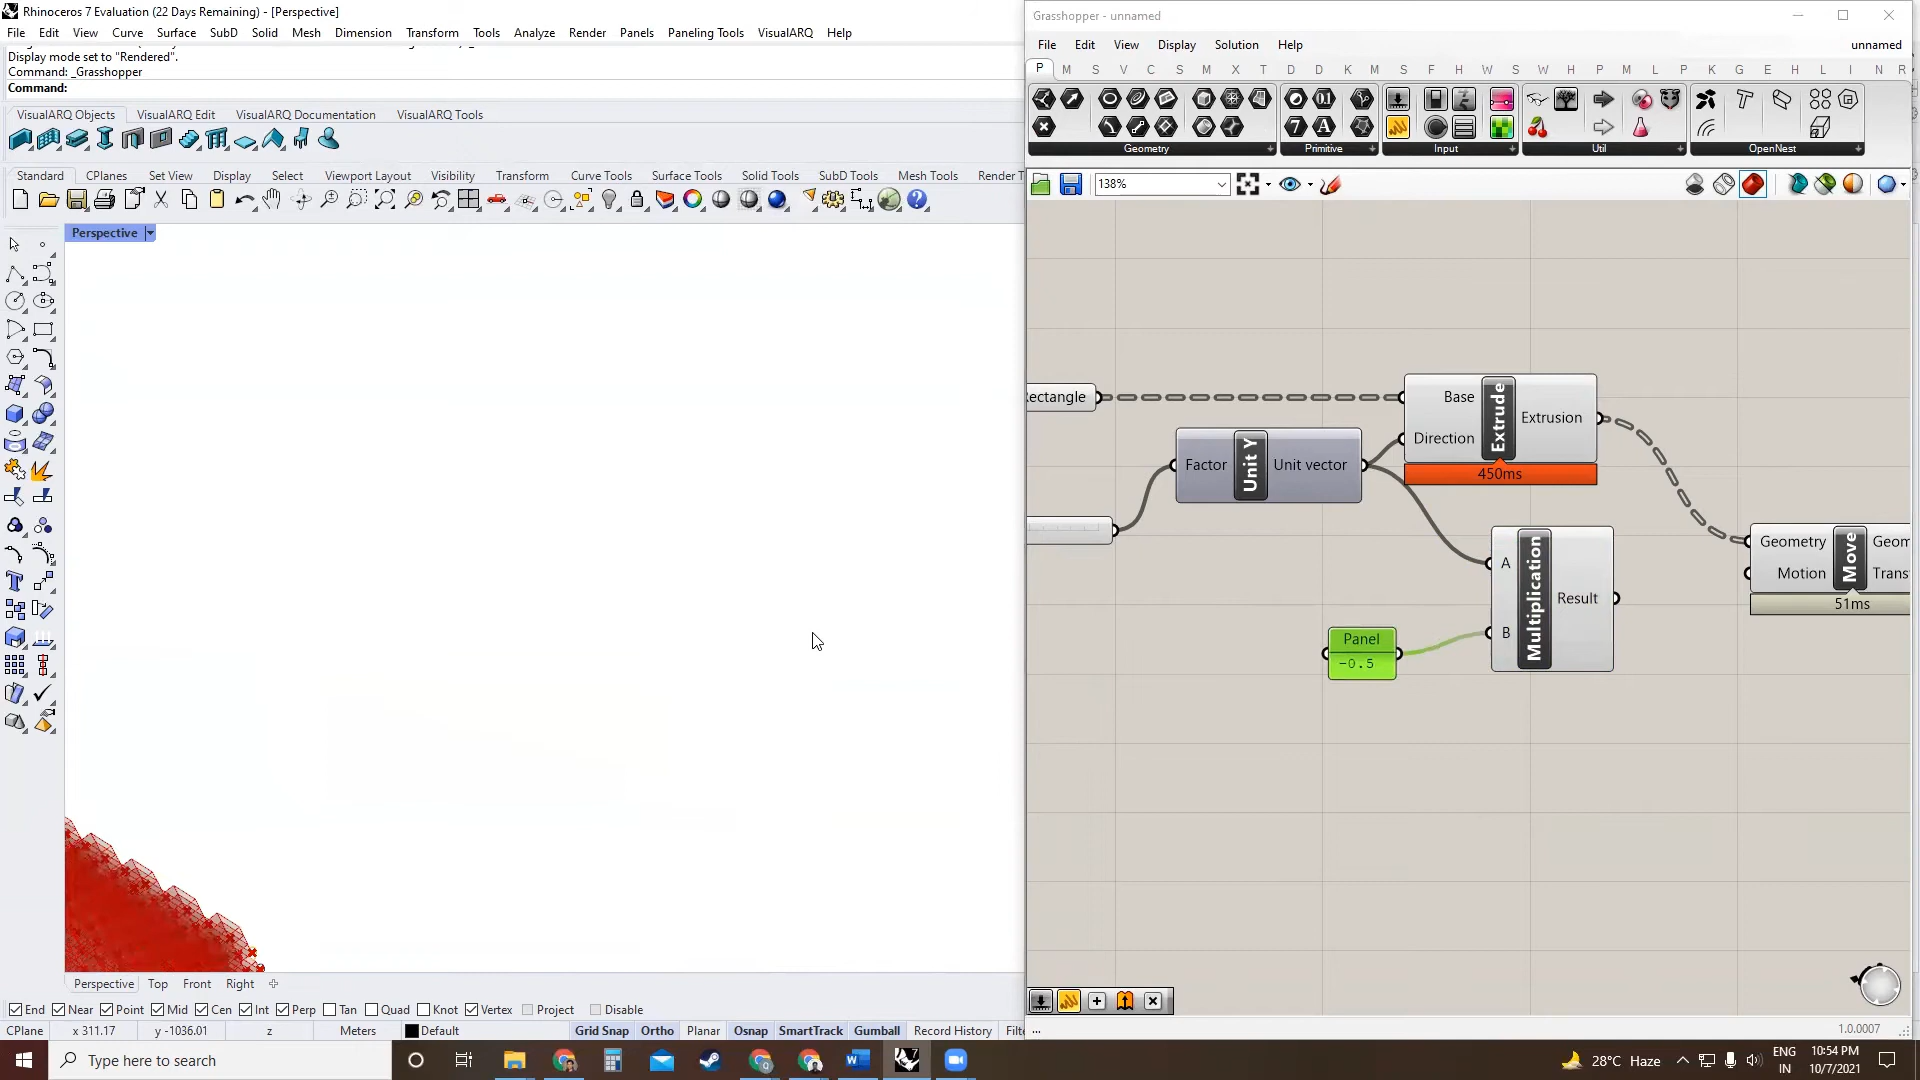 Rhinoceros 7 Evaluation (22 Days Remaining) - [Perspective]
File Edit View Curve Surface SubD Solid Mesh Dimension Transform Tools Analyze Render Panels Paneling Tools VisualARQ Help
Display mode set to "Rendered".
Command: _Grasshopper
Command:
VisualARQ Objects VisualARQ Edit VisualARQ Documentation VisualARQ Tools
Standard CPlanes Set View Display Select Viewport Layout Visibility Transform Curve Tools Surface Tools Solid Tools SubD Tools Mesh Tools Render T
Perspective
Perspective Top Front Right
End Near Point Mid Cen Int Perp Tan Quad Knot Vertex Project Disable
CPlane x 311.17 y -1036.01 z Meters Default Grid Snap Ortho Planar Osnap SmartTrack Gumball Record History Filte
Grasshopper - unnamed
File Edit View Display Solution Help unnamed
P M S V C S M X T D D K M S F H W S W H P M L P K G E H L I N R
Geometry Primitive Input Util OpenNest
138%
Rectangle
Base
Direction
Extrude
Extrusion
450ms
Factor
Unit Y
Unit vector
A
B
Multiplication
Result
Panel
-0.5
Geometry
Motion
Move
Geom
Trans
51ms
...
1.0.0007
Type here to search
28°C Haze
ENG
IN
10:54 PM
10/7/2021